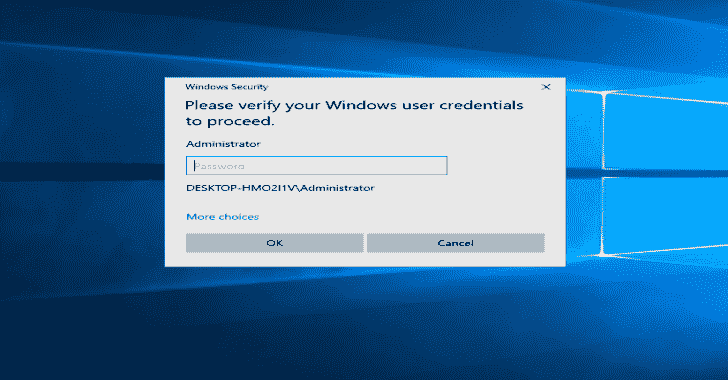 Windows Security
Please verify your Windows user credentials
to proceed.
Administrator
Password
DESKTOP-HMO2I1V\Administrator
More choices
OK
Cancel